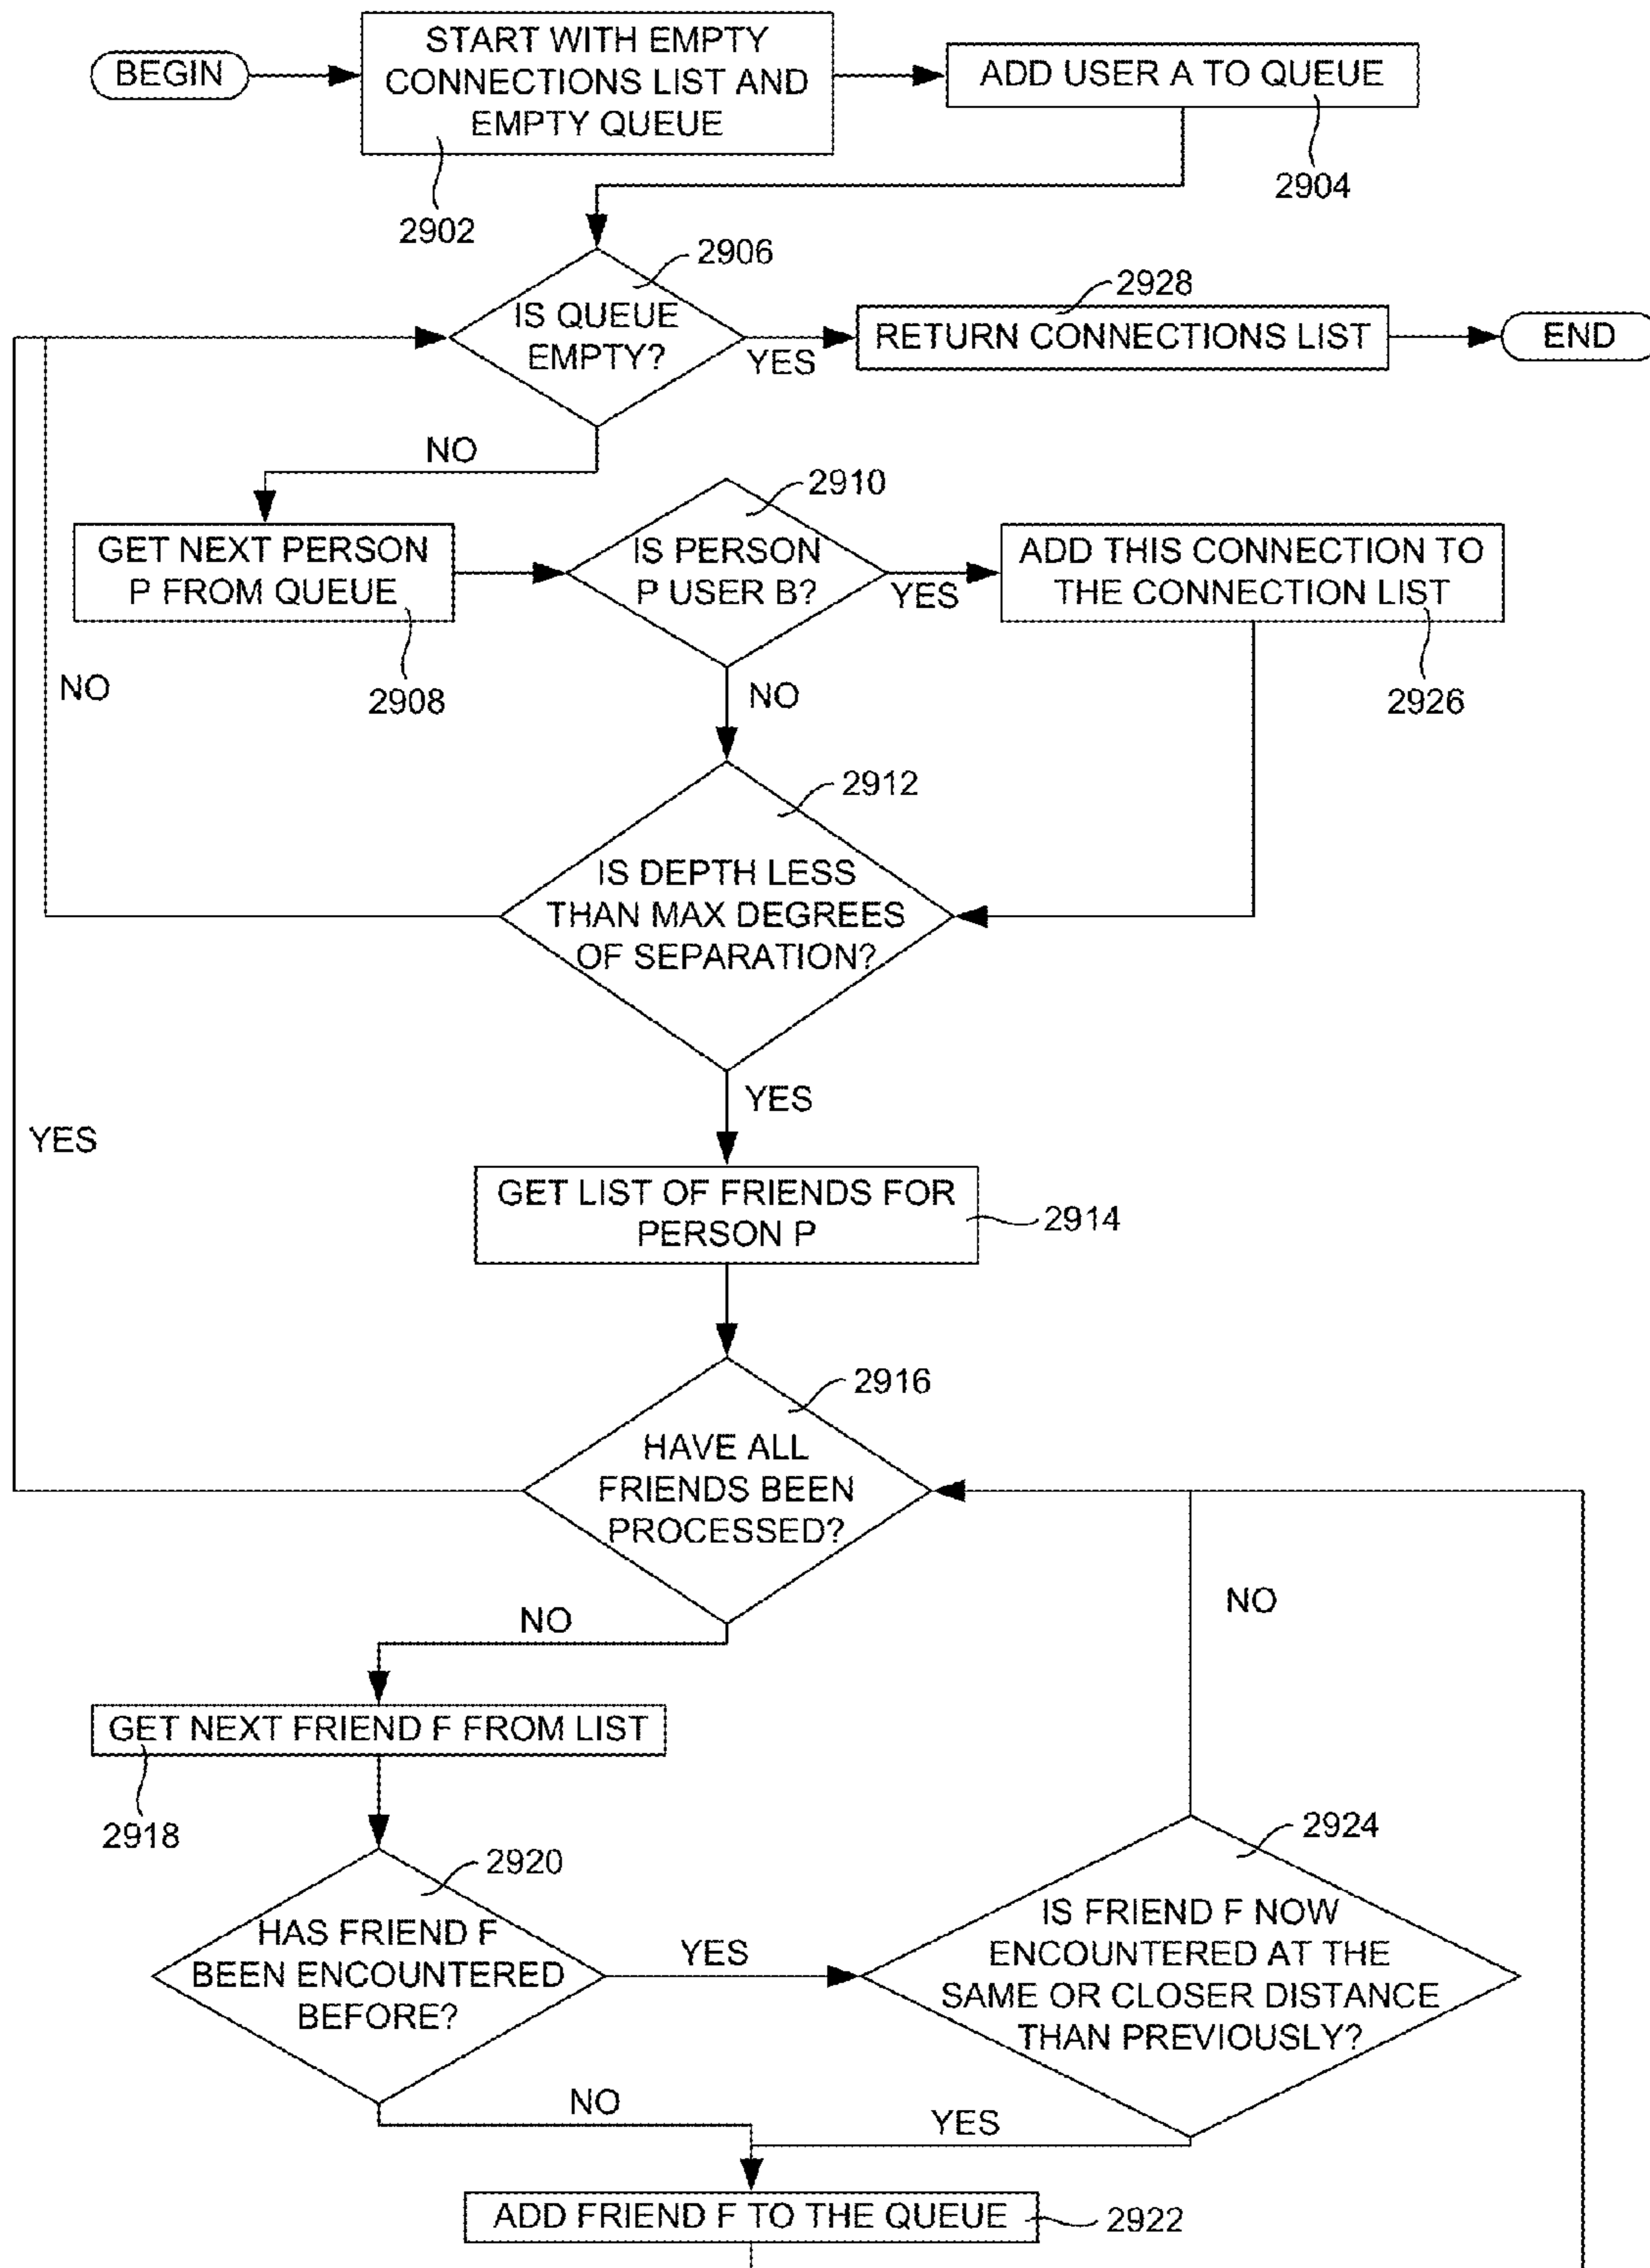 BEGIN
START WITH EMPTY
CONNECTIONS LIST AND
EMPTY QUEUE
2902
ADD USER A TO QUEUE
2904
IS QUEUE
EMPTY?
2906
YES
RETURN CONNECTIONS LIST
2928
END
NO
GET NEXT PERSON
P FROM QUEUE
2908
IS PERSON
P USER B?
2910
YES
ADD THIS CONNECTION TO
THE CONNECTION LIST
2926
NO
NO
IS DEPTH LESS
THAN MAX DEGREES
OF SEPARATION?
2912
YES
YES
GET LIST OF FRIENDS FOR
PERSON P
2914
HAVE ALL
FRIENDS BEEN
PROCESSED?
2916
NO
NO
GET NEXT FRIEND F FROM LIST
2918
HAS FRIEND F
BEEN ENCOUNTERED
BEFORE?
2920
YES
IS FRIEND F NOW
ENCOUNTERED AT THE
SAME OR CLOSER DISTANCE
THAN PREVIOUSLY?
2924
NO
YES
ADD FRIEND F TO THE QUEUE
2922